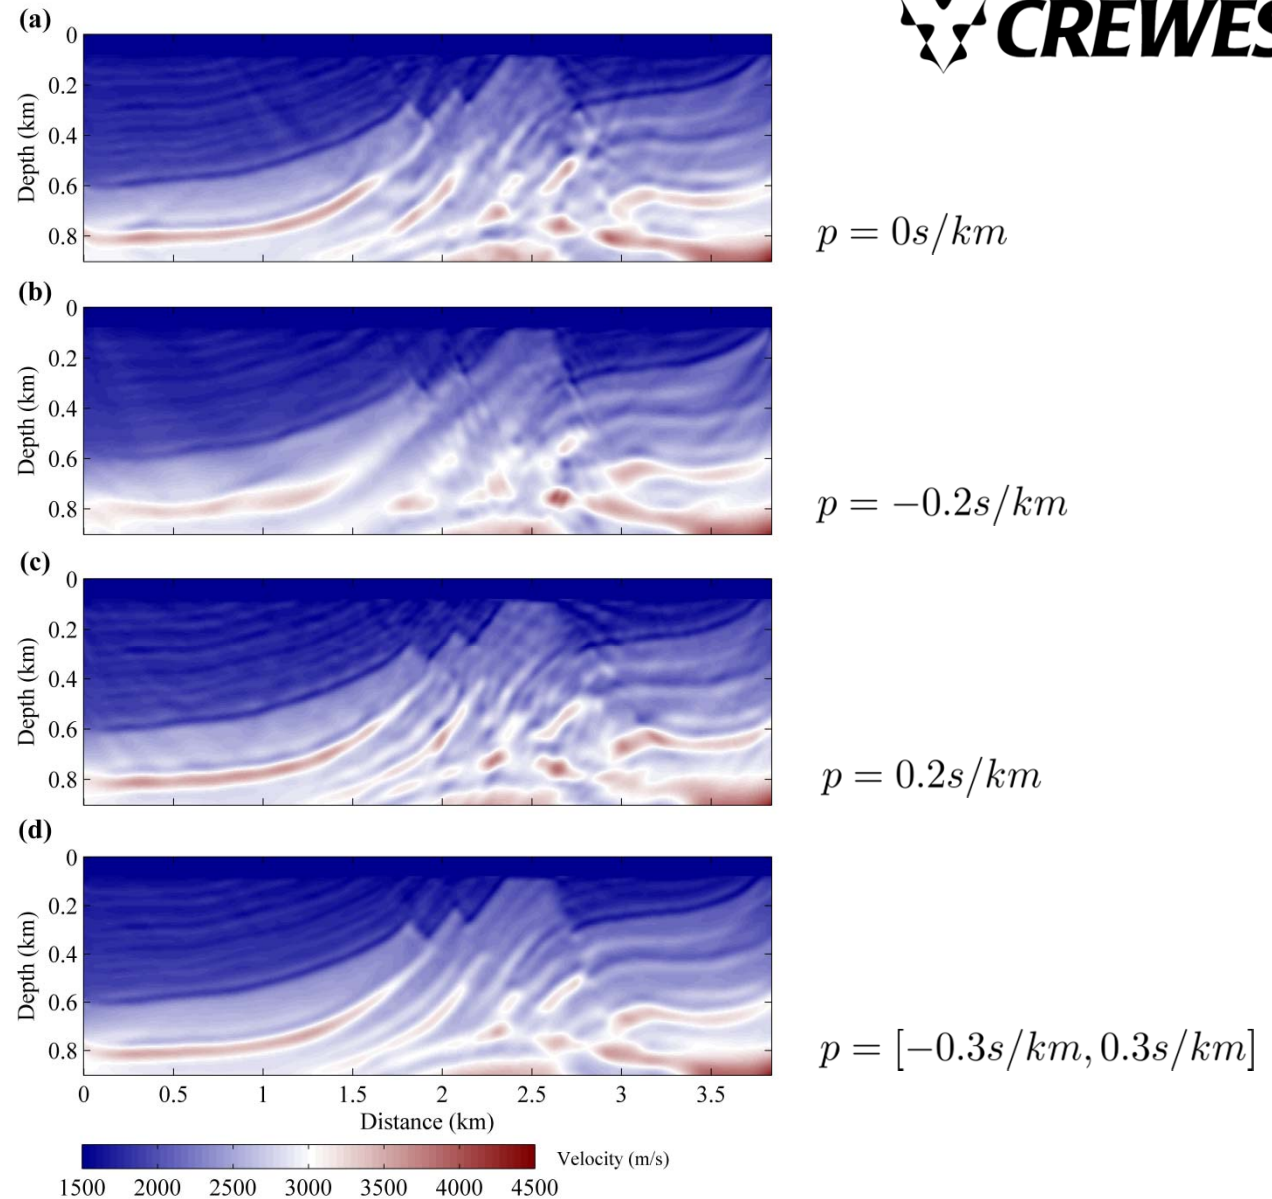 (a)
CREWES
0
0.2
0.4
0.6
0.8
Depth (km)
p = 0s/km
(b)
0
0.2
0.4
0.6
0.8
Depth (km)
p = −0.2s/km
(c)
0
0.2
0.4
0.6
0.8
Depth (km)
p = 0.2s/km
(d)
0
0.2
0.4
0.6
0.8
Depth (km)
p = [−0.3s/km, 0.3s/km]
0 0.5 1 1.5 2 2.5 3 3.5
Distance (km)
Velocity (m/s)
1500 2000 2500 3000 3500 4000 4500